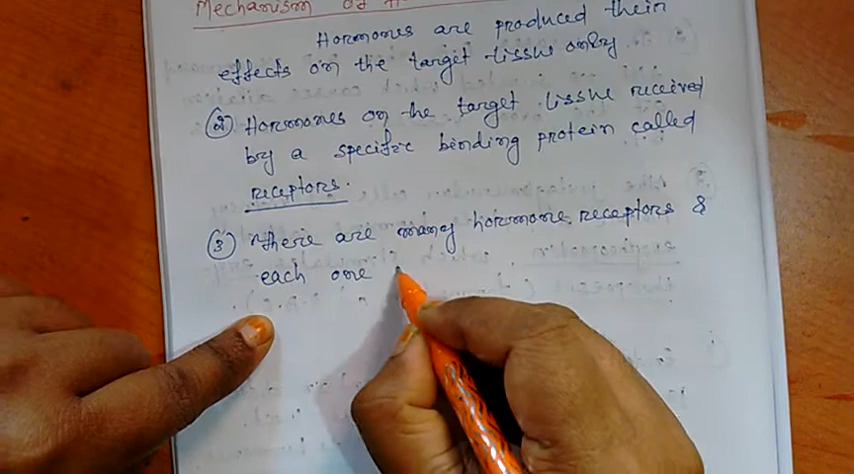 Mechanism of
Hormones are produced their
effects on the target tissue only.
(2) Hormones on the target tissue received
by a specific binding protein called
receptors.
(3) There are many hormone receptors &
each one